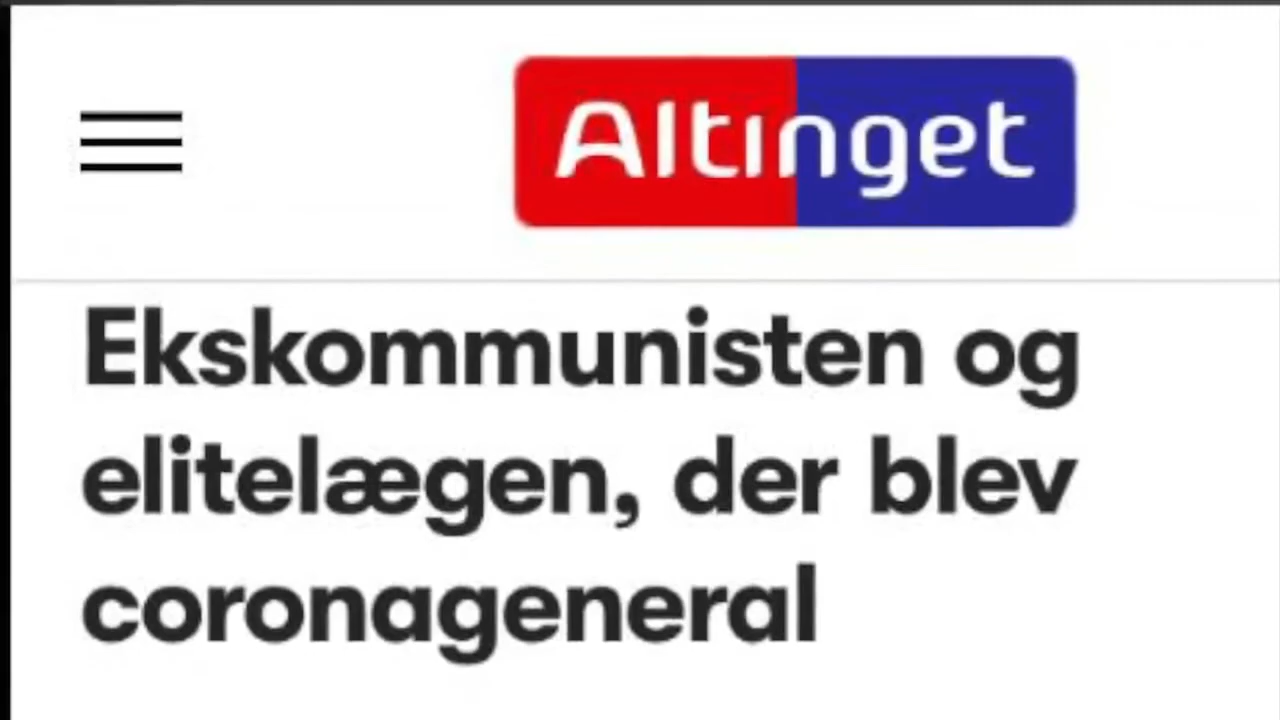 Altinget
Ekskommunisten og
elitelægen, der blev
coronageneral